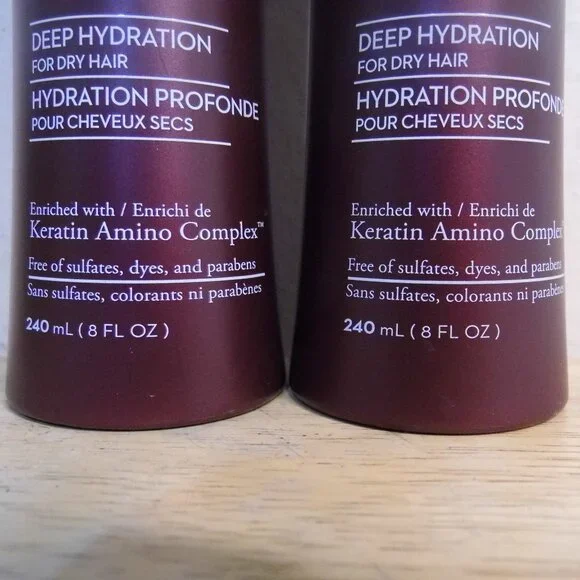 DEEP HYDRATION
FOR DRY HAIR
HYDRATION PROFONDE
POUR CHEVEUX SECS
Enriched with / Enrichi de
Keratin Amino Complex™
Free of sulfates, dyes, and parabens
Sans sulfates, colorants ni parabènes
240 mL ( 8 FL OZ )
DEEP HYDRATION
FOR DRY HAIR
HYDRATION PROFONDE
POUR CHEVEUX SECS
Enriched with / Enrichi de
Keratin Amino Complex
Free of sulfates, dyes, and parabens
Sans sulfates, colorants ni parabènes
240 mL ( 8 FL OZ )